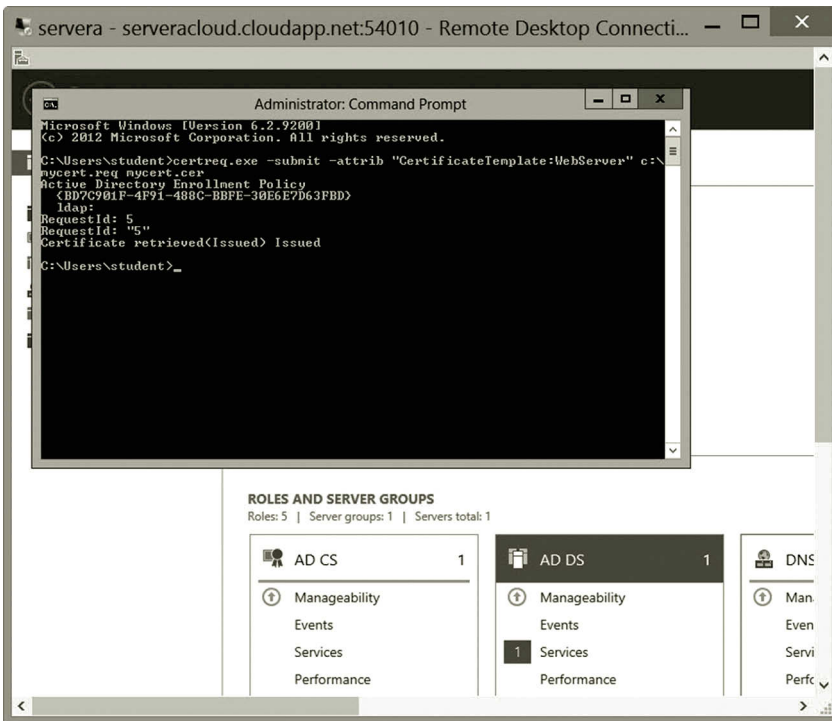 servera - serveracloud.cloudapp.net:54010 - Remote Desktop Connecti...
Administrator: Command Prompt
Microsoft Windows [Version 6.2.9200]
(c) 2012 Microsoft Corporation. All rights reserved.
C:\Users\student>certreq.exe -submit -attrib "CertificateTemplate:WebServer" c:\
mycert.req mycert.cer
Active Directory Enrollment Policy
{BD7C901F-4F91-488C-BBFE-30E6E7D63FBD}
ldap:
RequestId: 5
RequestId: "5"
Certificate retrieved(Issued) Issued
C:\Users\student>_
ROLES AND SERVER GROUPS
Roles: 5 | Server groups: 1 | Servers total: 1
AD CS 1
Manageability
Events
Services
Performance
AD DS 1
Manageability
Events
1 Services
Performance
DNS
Man
Even
Servi
Perfc